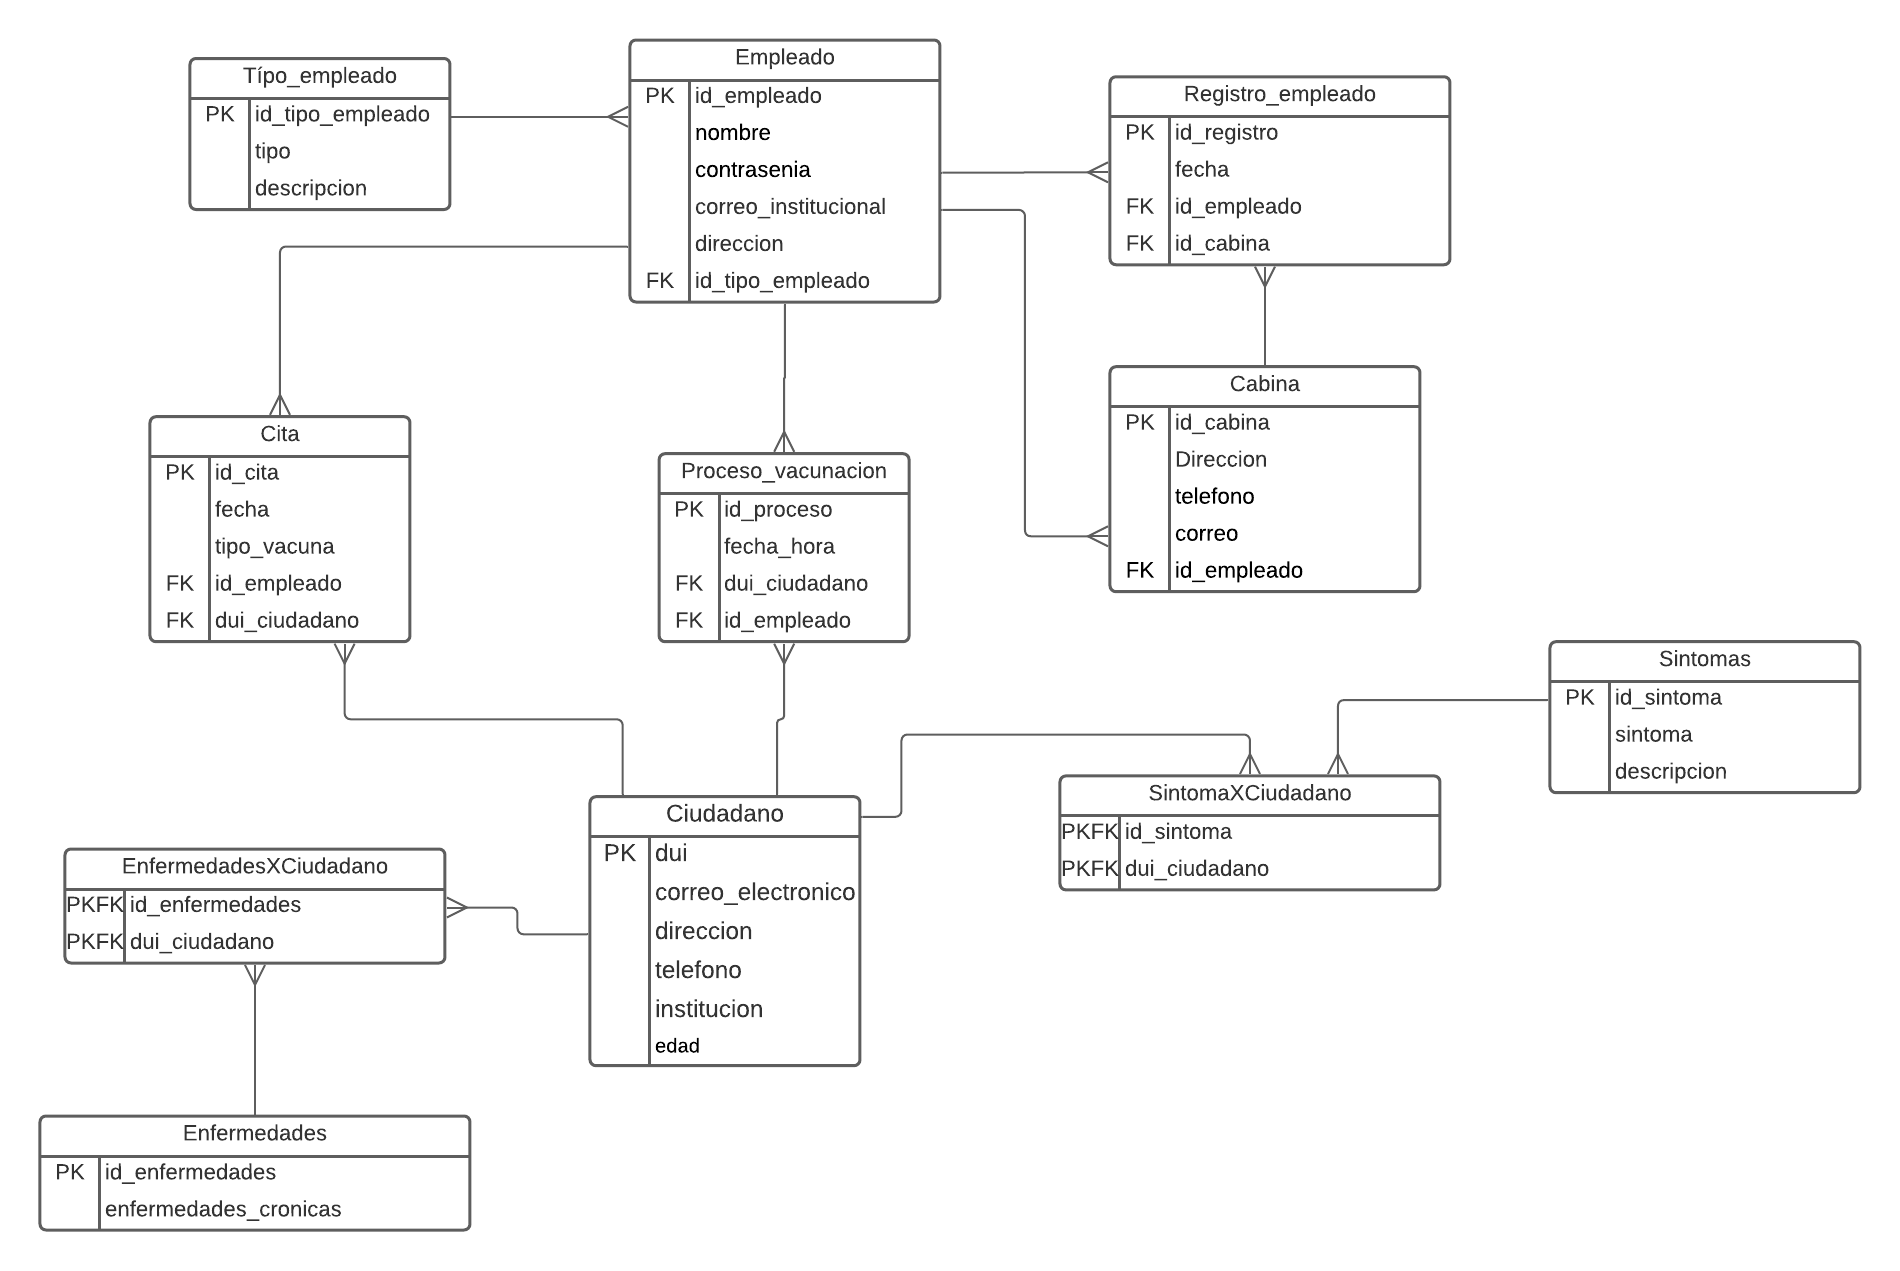 Típo_empleado
PK id_tipo_empleado
tipo
descripcion
Empleado
PK id_empleado
nombre
contrasenia
correo_institucional
direccion
FK id_tipo_empleado
Registro_empleado
PK id_registro
fecha
FK id_empleado
FK id_cabina
Cita
PK id_cita
fecha
tipo_vacuna
FK id_empleado
FK dui_ciudadano
Proceso_vacunacion
PK id_proceso
fecha_hora
FK dui_ciudadano
FK id_empleado
Cabina
PK id_cabina
Direccion
telefono
correo
FK id_empleado
Sintomas
PK id_sintoma
sintoma
descripcion
SintomaXCiudadano
PKFK id_sintoma
PKFK dui_ciudadano
Ciudadano
PK dui
correo_electronico
direccion
telefono
institucion
edad
EnfermedadesXCiudadano
PKFK id_enfermedades
PKFK dui_ciudadano
Enfermedades
PK id_enfermedades
enfermedades_cronicas